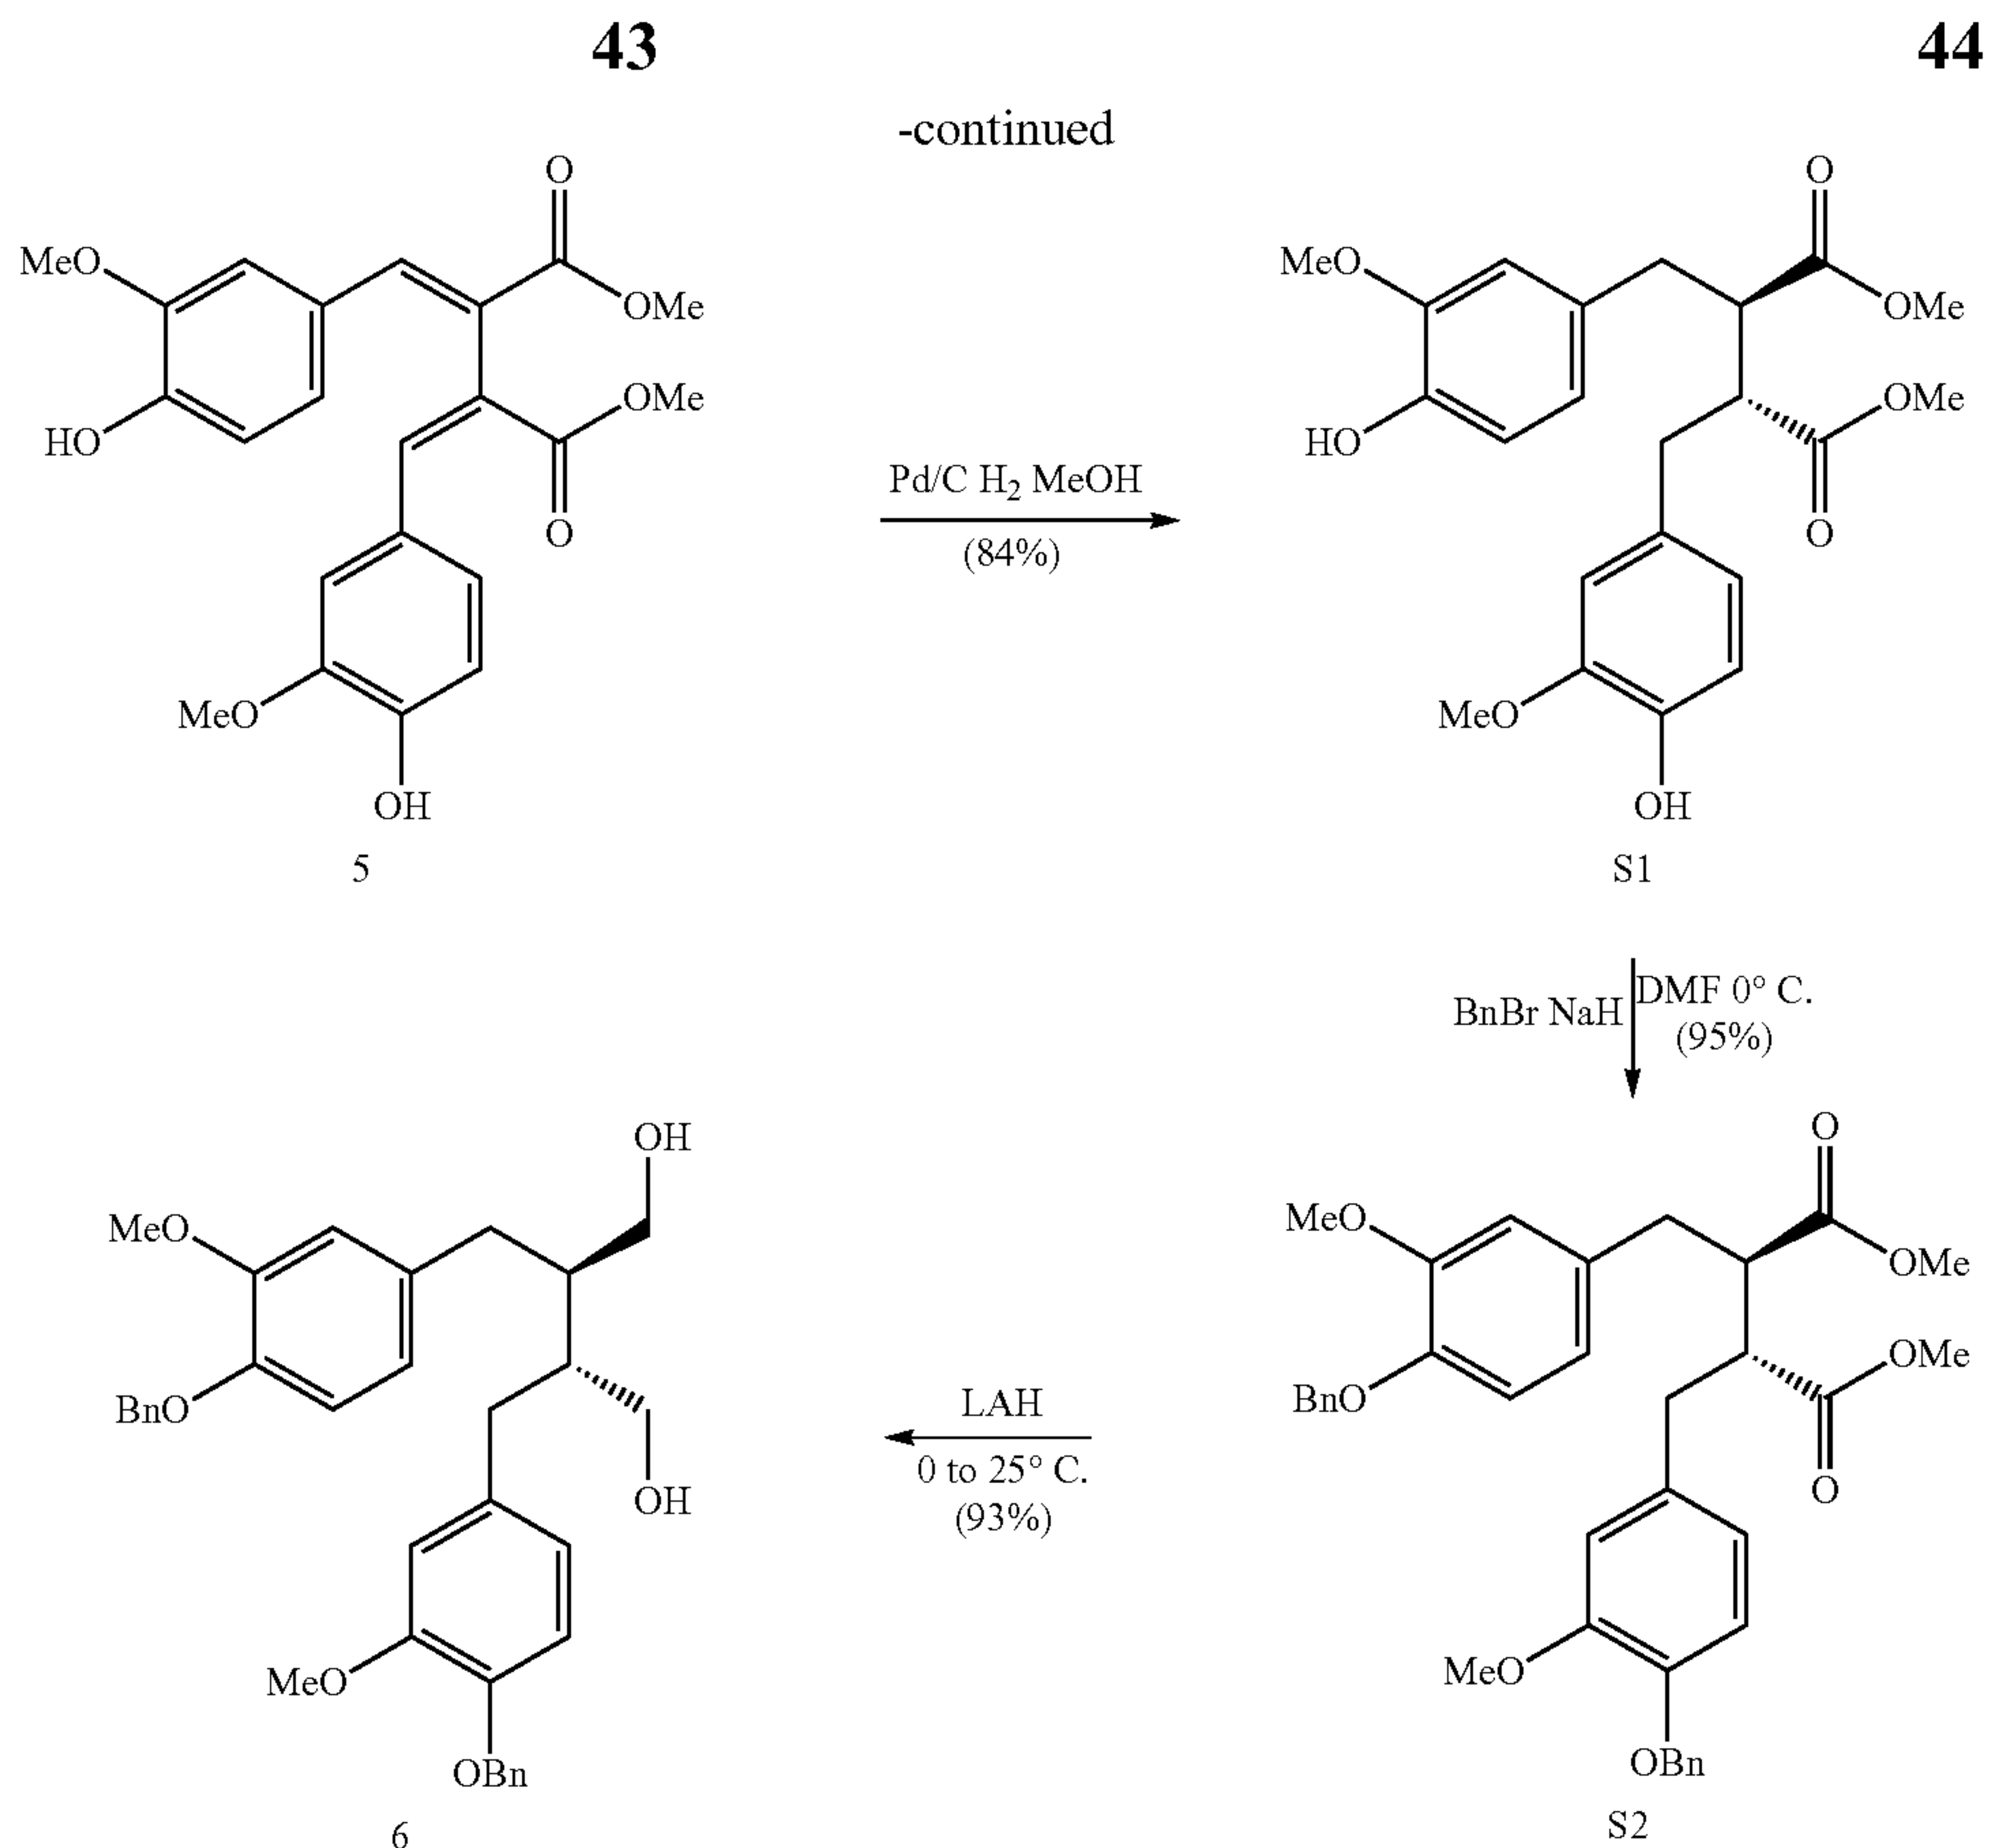 43
44
-continued
O
MeO
OMe
OMe
HO
O
MeO
OH
5
Pd/C H₂ MeOH
(84%)
O
MeO
OMe
OMe
HO
O
MeO
OH
S1
BnBr NaH
DMF 0° C.
(95%)
O
MeO
OMe
OMe
BnO
O
MeO
OBn
S2
LAH
0 to 25° C.
(93%)
OH
MeO
BnO
OH
MeO
OBn
6